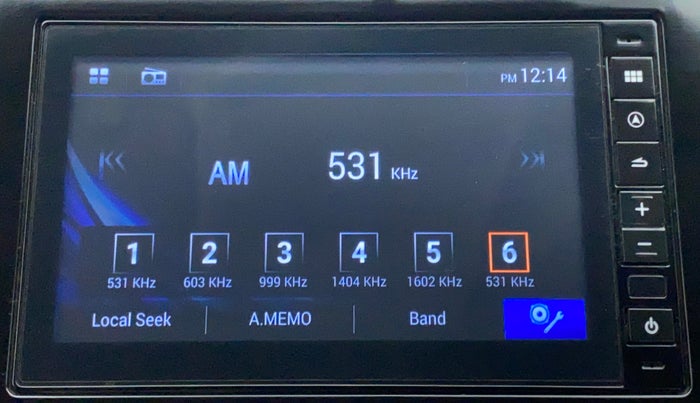 PM 12:14
AM 531 KHz
1 2 3 4 5 6
531 KHz 603 KHz 999 KHz 1404 KHz 1602 KHz 531 KHz
Local Seek A.MEMO Band